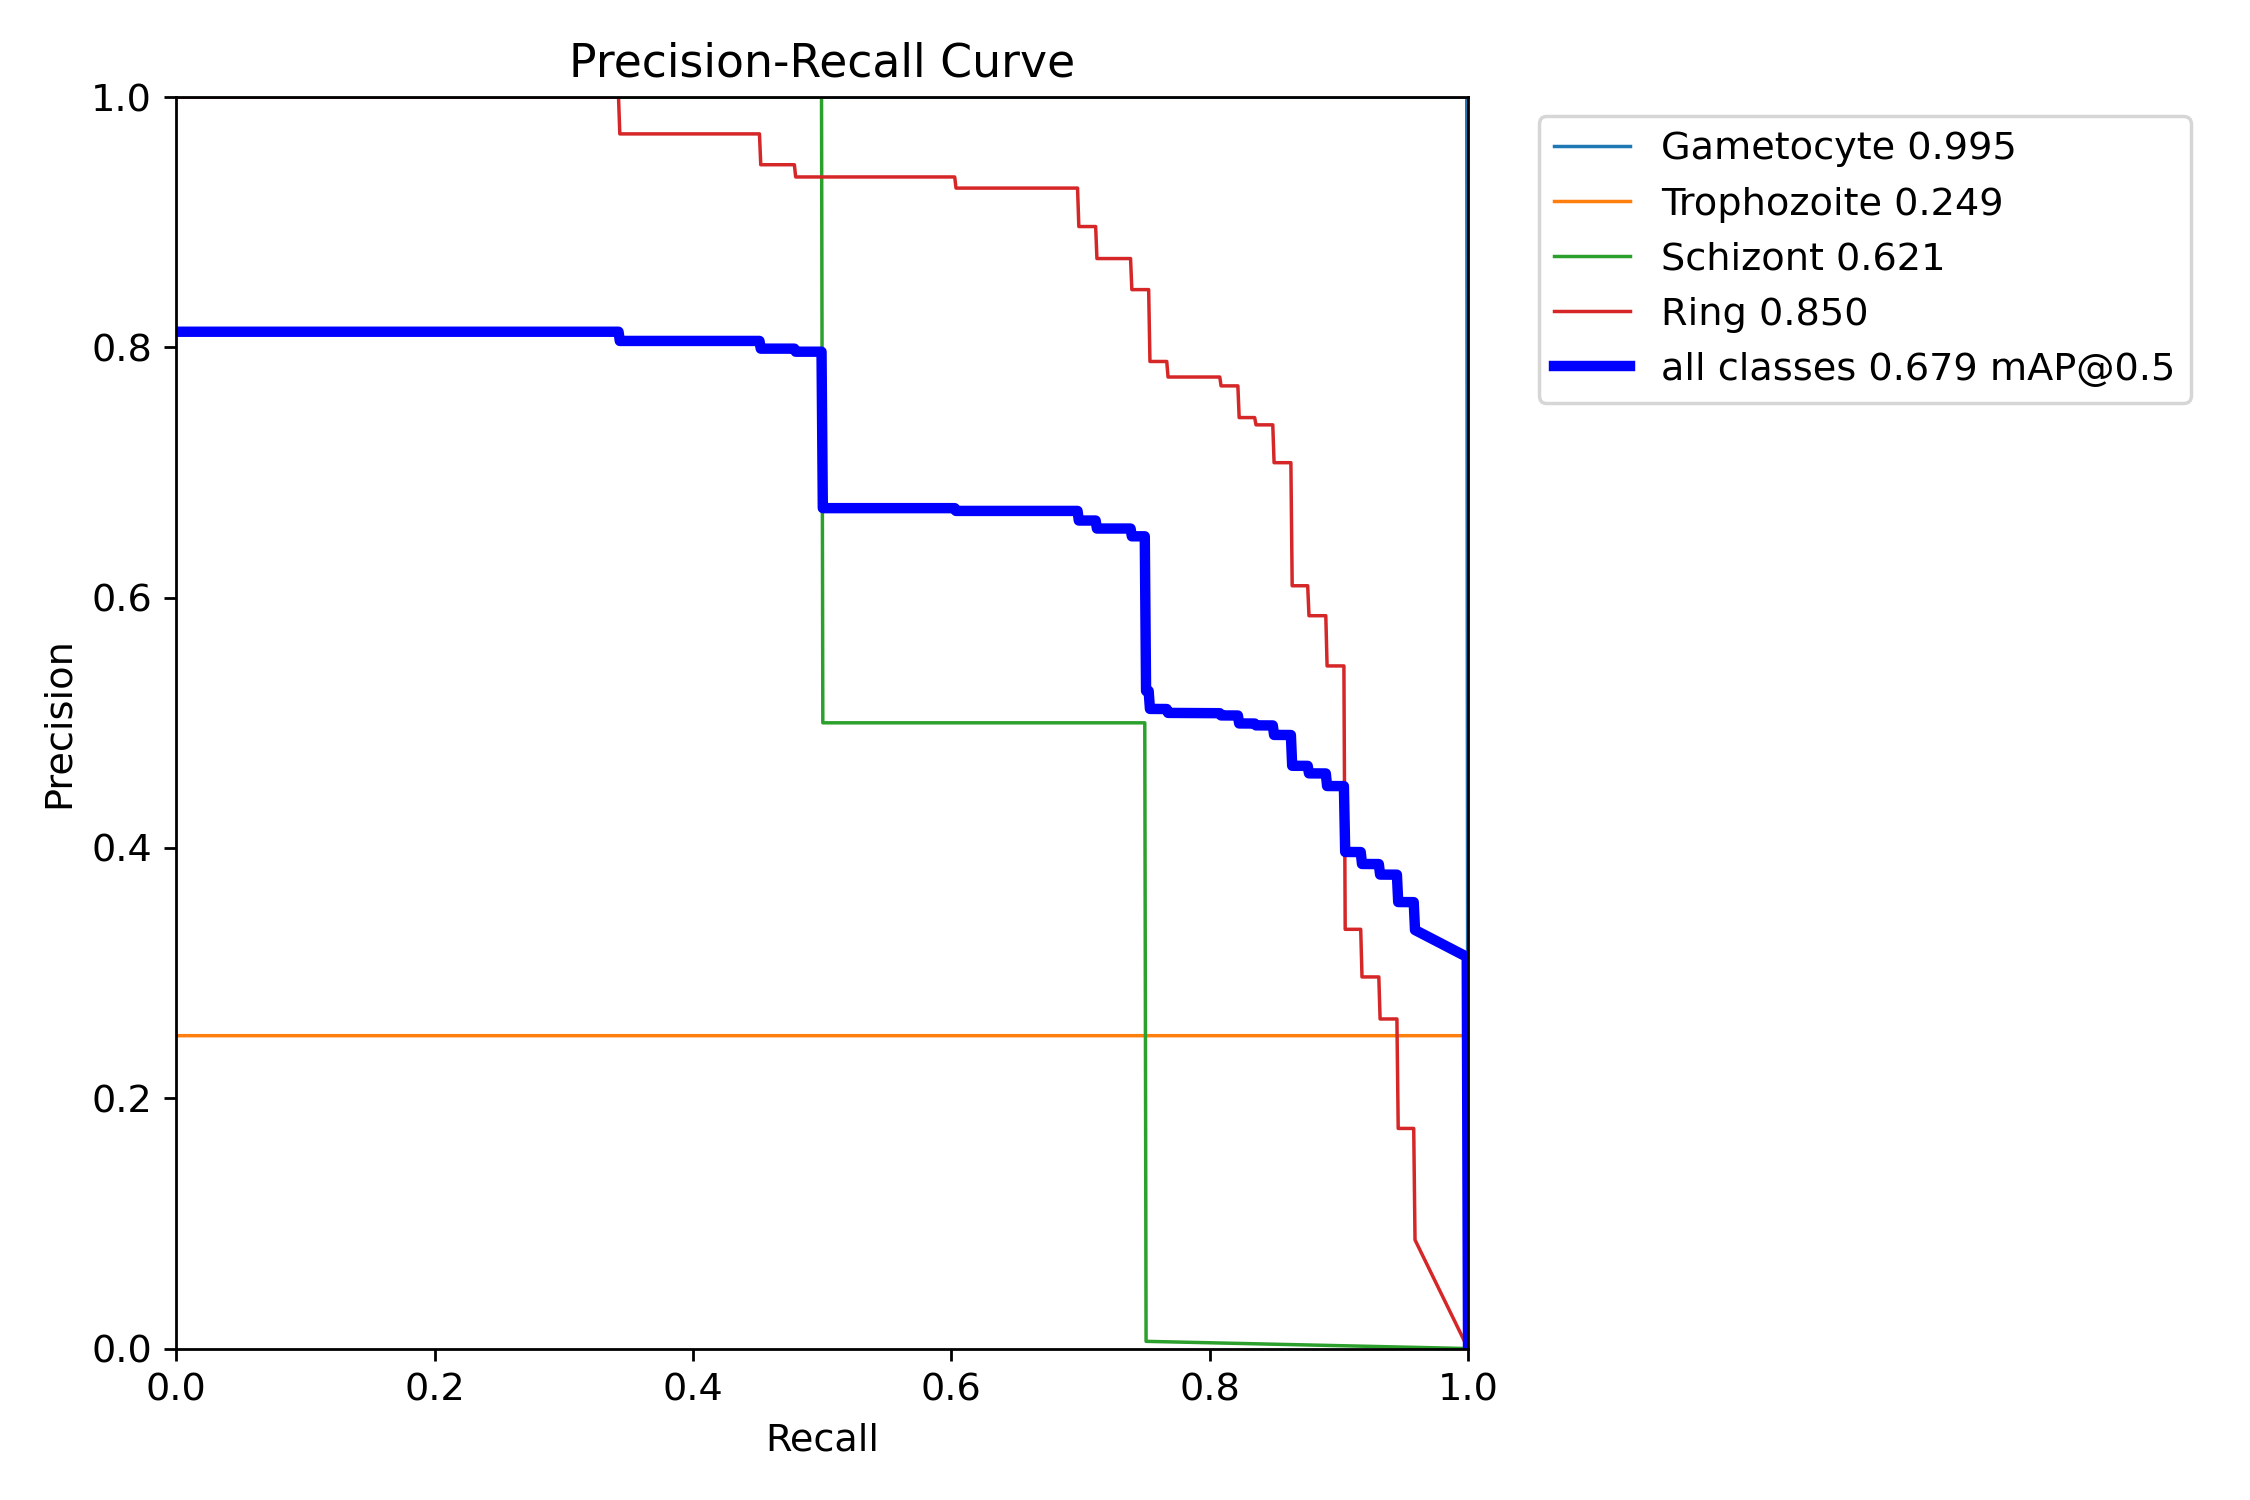 Precision-Recall Curve
1.0
0.8
0.6
0.4
0.2
0.0
Precision
0.0 0.2 0.4 0.6 0.8 1.0
Recall
Gametocyte 0.995
Trophozoite 0.249
Schizont 0.621
Ring 0.850
all classes 0.679 mAP@0.5